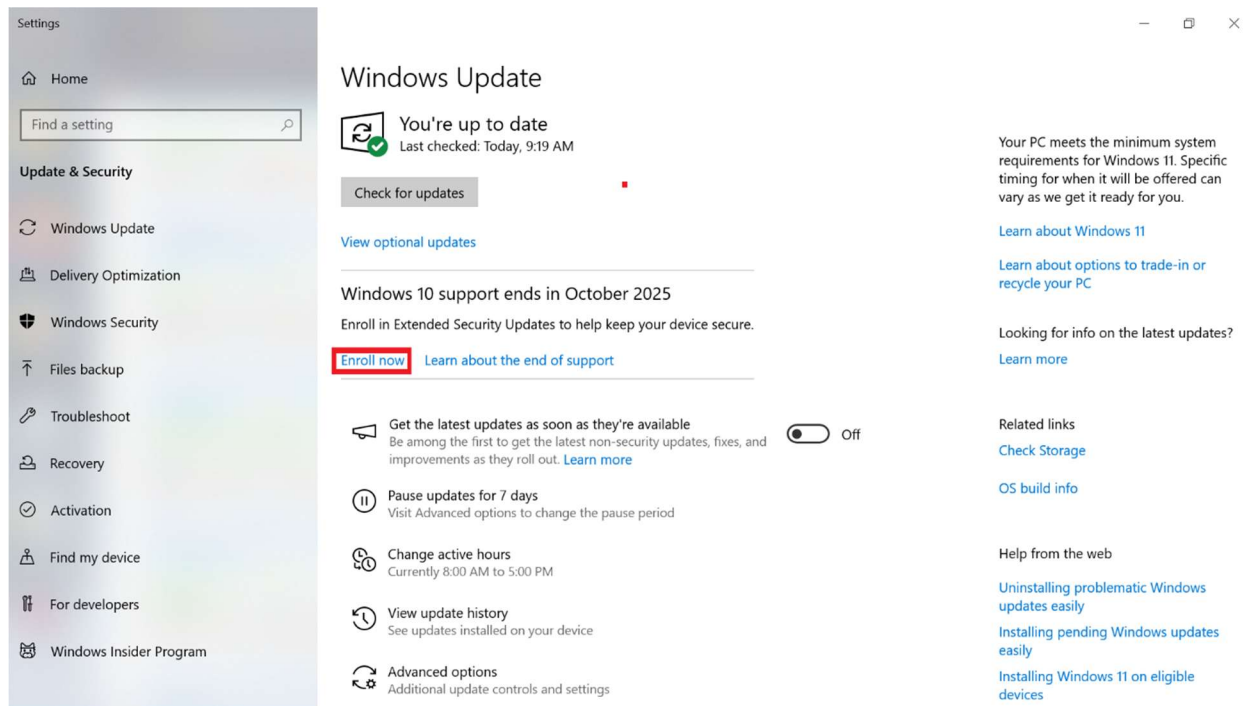 Settings
Home
Find a setting
Update & Security
Windows Update
Delivery Optimization
Windows Security
Files backup
Troubleshoot
Recovery
Activation
Find my device
For developers
Windows Insider Program
Windows Update
You're up to date
Last checked: Today, 9:19 AM
Check for updates
View optional updates
Windows 10 support ends in October 2025
Enroll in Extended Security Updates to help keep your device secure.
Enroll now Learn about the end of support
Get the latest updates as soon as they're available
Be among the first to get the latest non-security updates, fixes, and
improvements as they roll out. Learn more
Off
Pause updates for 7 days
Visit Advanced options to change the pause period
Change active hours
Currently 8:00 AM to 5:00 PM
View update history
See updates installed on your device
Advanced options
Additional update controls and settings
Your PC meets the minimum system
requirements for Windows 11. Specific
timing for when it will be offered can
vary as we get it ready for you.
Learn about Windows 11
Learn about options to trade-in or
recycle your PC
Looking for info on the latest updates?
Learn more
Related links
Check Storage
OS build info
Help from the web
Uninstalling problematic Windows
updates easily
Installing pending Windows updates
easily
Installing Windows 11 on eligible
devices